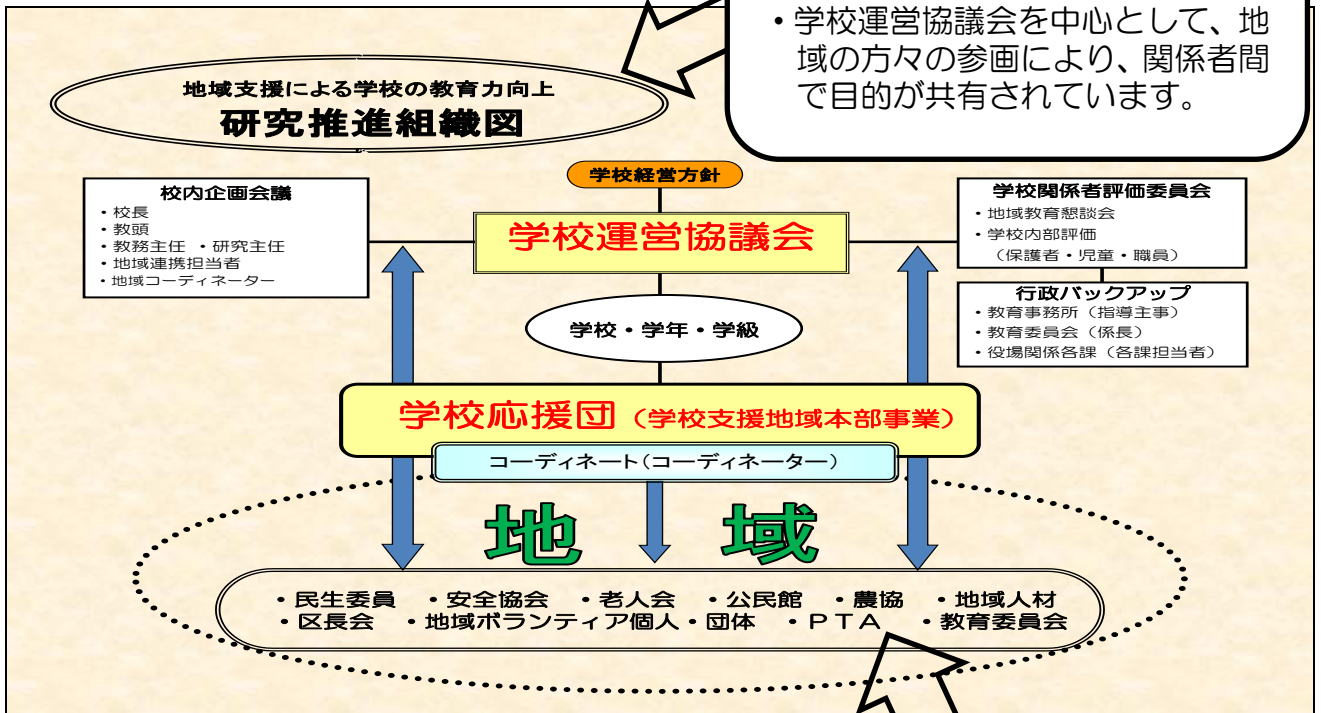 ・学校運営協議会を中心として、地
域の方々の参画により、関係者間
で目的が共有されています。
地域支援による学校の教育力向上
研究推進組織図
学校経営方針
校内企画会議
・校長
・教頭
・教務主任 ・研究主任
・地域連携担当者
・地域コーディネーター
学校運営協議会
学校関係者評価委員会
・地域教育懇談会
・学校内部評価
（保護者・児童・職員）
行政バックアップ
・教育事務所（指導主事）
・教育委員会（係長）
・役場関係各課（各課担当者）
学校・学年・学級
学校応援団（学校支援地域本部事業）
コーディネート（コーディネーター）
地 域
・民生委員 ・安全協会 ・老人会 ・公民館 ・農協 ・地域人材
・区長会 ・地域ボランティア個人・団体 ・ＰＴＡ ・教育委員会